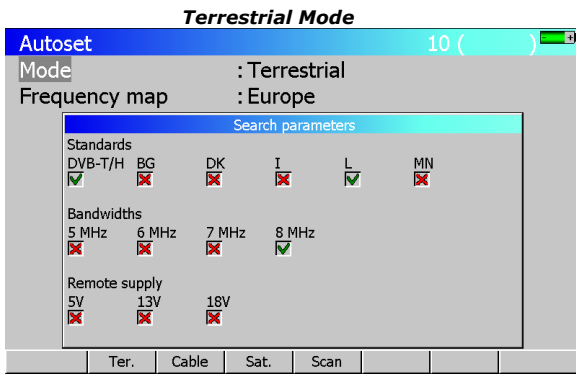 Terrestrial Mode
Autoset 10 ( )
Mode : Terrestrial
Frequency map : Europe
Search parameters
Standards
DVB-T/H BG DK I L MN
Bandwidths
5 MHz 6 MHz 7 MHz 8 MHz
Remote supply
5V 13V 18V
Ter. Cable Sat. Scan